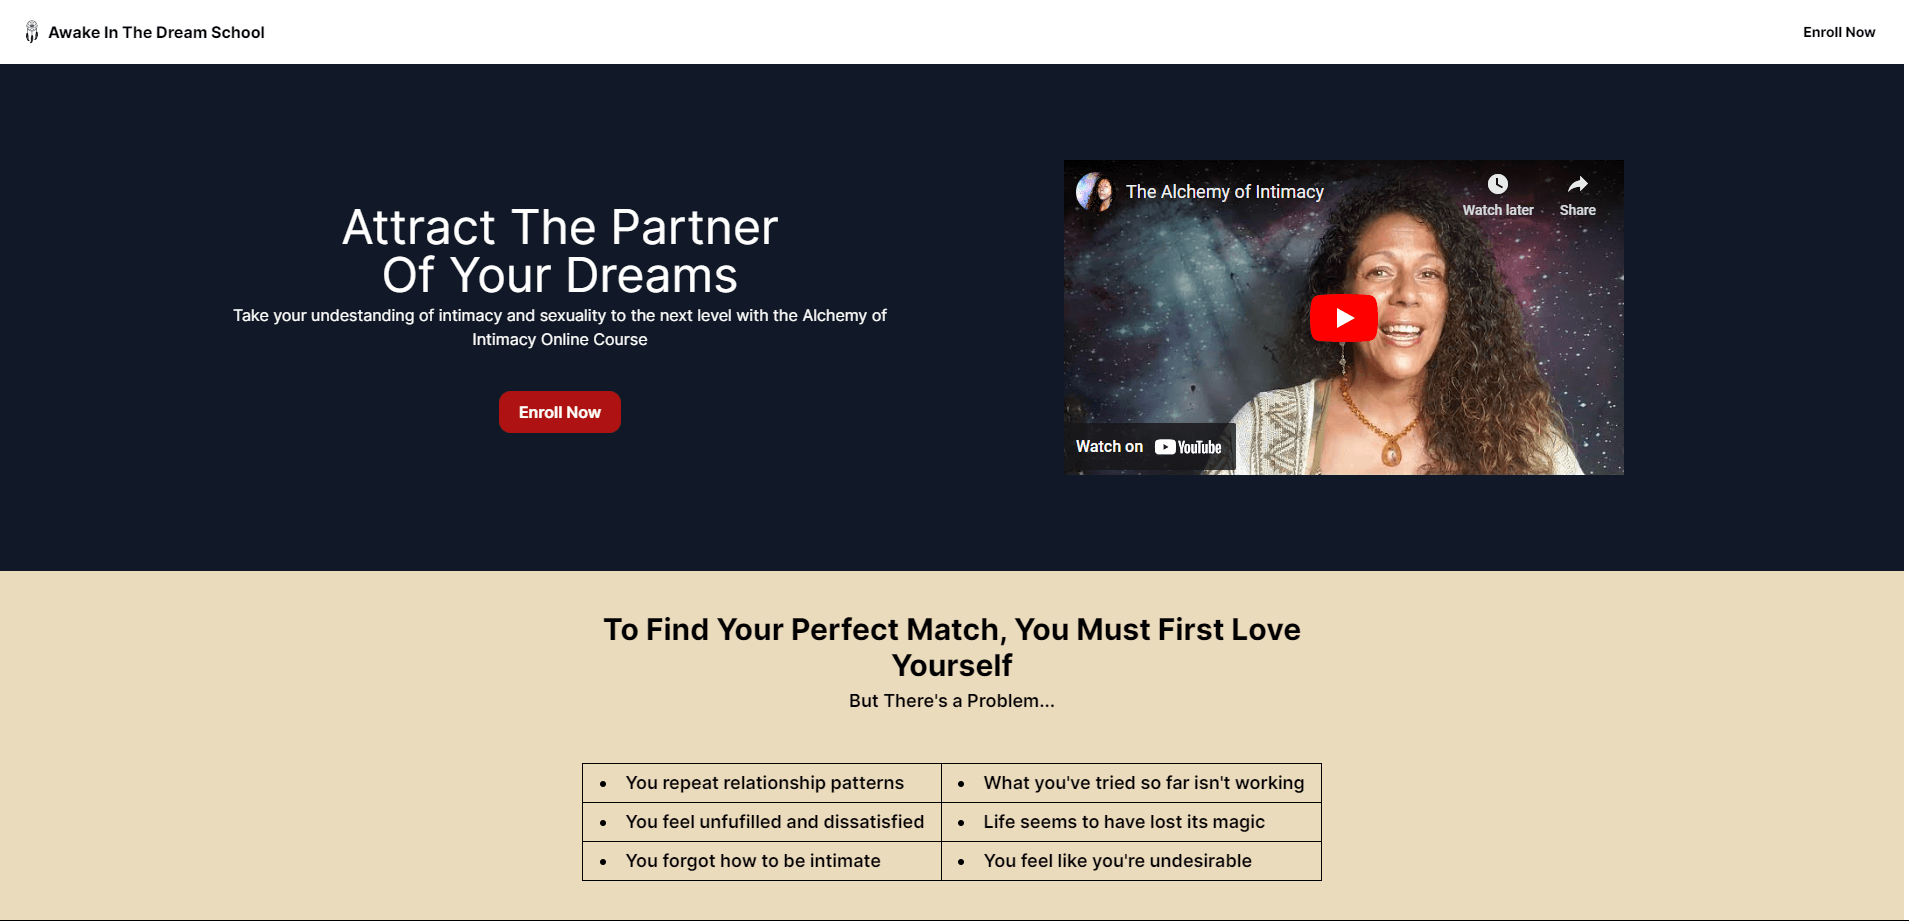 Awake In The Dream School
Enroll Now
Attract The Partner
Of Your Dreams
Take your undestanding of intimacy and sexuality to the next level with the Alchemy of
Intimacy Online Course
Enroll Now
The Alchemy of Intimacy
Watch later
Share
Watch on YouTube
To Find Your Perfect Match, You Must First Love
Yourself
But There's a Problem...
• You repeat relationship patterns
• What you've tried so far isn't working
• You feel unfufilled and dissatisfied
• Life seems to have lost its magic
• You forgot how to be intimate
• You feel like you're undesirable